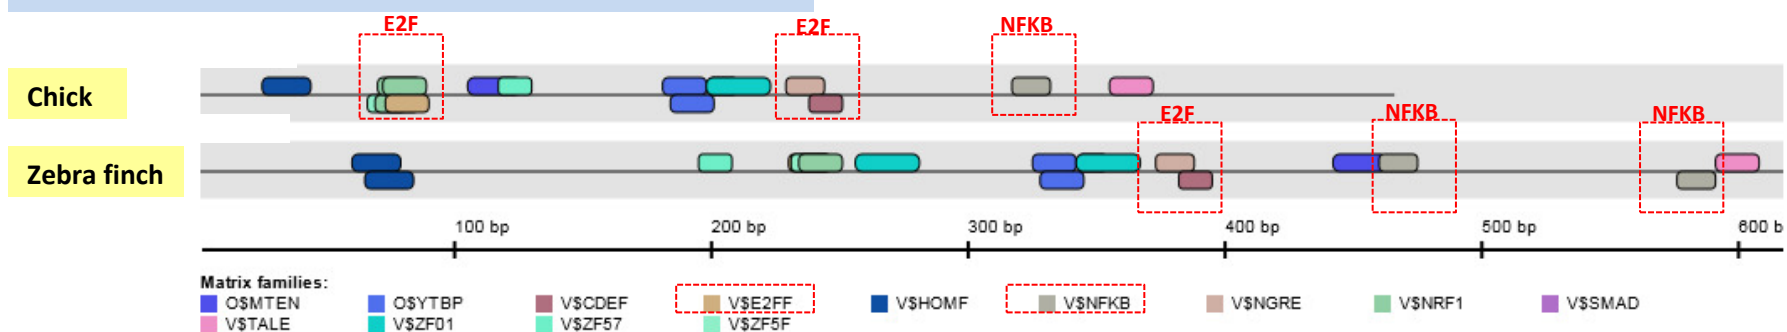 E2F
E2F
NFKB
Chick
E2F
NFKB
NFKB
Zebra finch
100 bp
200 bp
300 bp
400 bp
500 bp
600 b
Matrix families:
O$MTEN O$YTBP V$CDEF V$E2FF V$HOMF V$NFKB V$NGRE V$NRF1 V$SMAD
V$TALE V$ZF01 V$ZF57 V$ZF5F